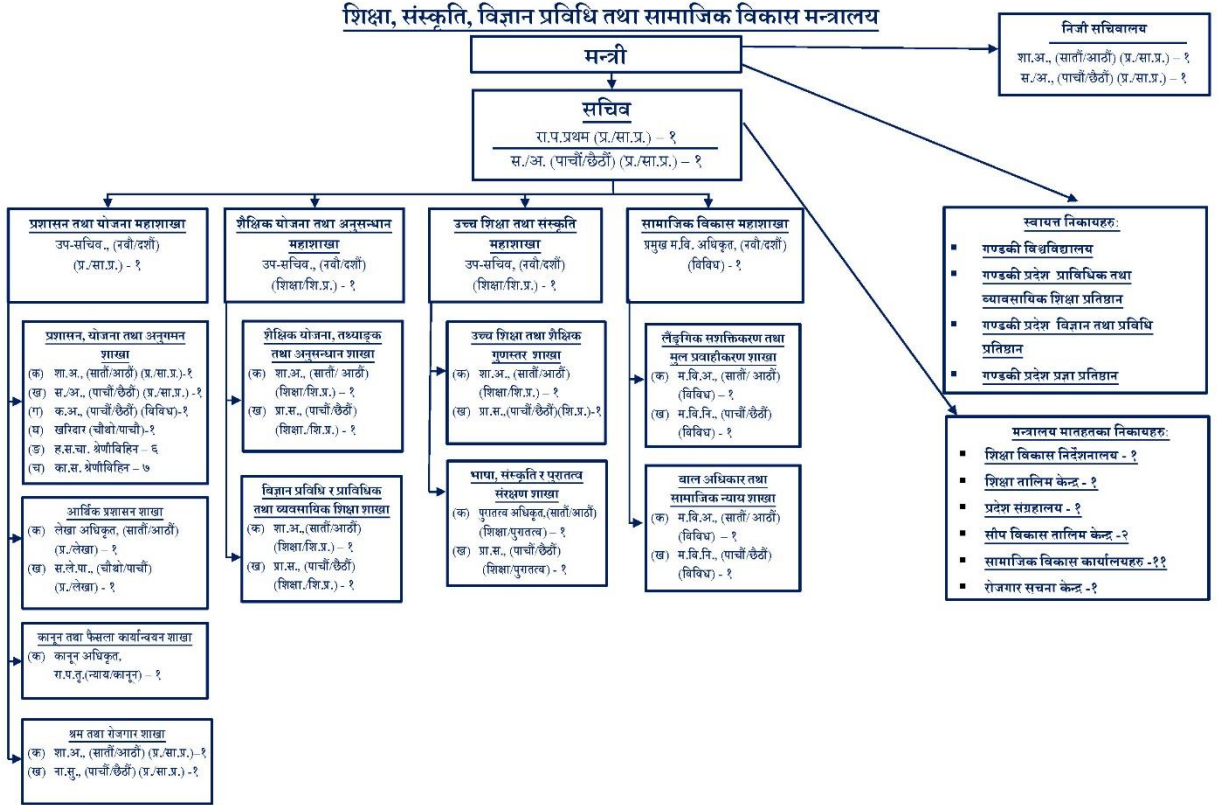 शिक्षा, संस्कृति, विज्ञान प्रविधि तथा सामाजिक विकास मन्त्रालय
मन्त्री
निजी सचिवालय
शा.अ., (सातौं/आठौं) (प्र./सा.प्र.) – १
स./अ., (पाचौं/छैठौं) (प्र./सा.प्र.) – १
सचिव
रा.प.प्रथम (प्र./सा.प्र.) – १
स./अ. (पाचौं/छैठौं) (प्र./सा.प्र.) – १
प्रशासन तथा योजना महाशाखा
उप-सचिव., (नवौ/दशौं)
(प्र./सा.प्र.) - १
शैक्षिक योजना तथा अनुसन्धान
महाशाखा
उप-सचिव., (नवौ/दशौं)
(शिक्षा/शि.प्र.) - १
उच्च शिक्षा तथा संस्कृति
महाशाखा
उप-सचिव, (नवौ/दशौं)
(शिक्षा/शि.प्र.) - १
सामाजिक विकास महाशाखा
प्रमुख म.वि. अधिकृत, (नवौ/दशौं)
(विविध) - १
स्वायत्त निकायहरु:
▪ गण्डकी विश्वविद्यालय
▪ गण्डकी प्रदेश प्राविधिक तथा
व्यावसायिक शिक्षा प्रतिष्ठान
▪ गण्डकी प्रदेश विज्ञान तथा प्रविधि
प्रतिष्ठान
▪ गण्डकी प्रदेश प्रज्ञा प्रतिष्ठान
प्रशासन, योजना तथा अनुगमन
शाखा
(क) शा.अ., (सातौं/आठौं) (प्र./सा.प्र.)-१
(ख) स./अ., (पाचौं/छैठौं) (प्र./सा.प्र.) -१
(ग) क.अ., (पाचौं/छैठौं) (विविध)-१
(घ) खरिदार (चौथो/पाचौ)-१
(ङ) ह.स.चा. श्रेणीविहिन – ६
(च) का.स. श्रेणीविहिन – ७
शैक्षिक योजना, तथ्याङ्क
तथा अनुसन्धान शाखा
(क) शा.अ., (सातौं/ आठौं)
(शिक्षा/शि.प्र.) – १
(ख) प्रा.स., (पाचौं/छैठौं)
(शिक्षा./शि.प्र.) - १
उच्च शिक्षा तथा शैक्षिक
गुणस्तर शाखा
(क) शा.अ., (सातौं/आठौं)
(शिक्षा/शि.प्र.) – १
(ख) प्रा.स.,(पाचौं/छैठौं)(शि.प्र.)-१
लैङ्गिक सशक्तिकरण तथा
मुल प्रवाहीकरण शाखा
(क) म.वि.अ., (सातौं/ आठौं)
(विविध) – १
(ख) म.वि.नि., (पाचौं/छैठौं)
(विविध) - १
मन्त्रालय मातहतका निकायहरु:
▪ शिक्षा विकास निर्देशनालय - १
▪ शिक्षा तालिम केन्द्र - १
▪ प्रदेश संग्रहालय - १
▪ सीप विकास तालिम केन्द्र -२
▪ सामाजिक विकास कार्यालयहरु -११
▪ रोजगार सूचना केन्द्र -१
आर्थिक प्रशासन शाखा
(क) लेखा अधिकृत, (सातौं/आठौं)
(प्र./लेखा) – १
(ख) स.ले.पा., (चौथो/पाचौं)
(प्र./लेखा) - १
विज्ञान प्रविधि र प्राविधिक
तथा व्यवसायिक शिक्षा शाखा
(क) शा.अ.,(सातौं/आठौं)
(शिक्षा/शि.प्र.) – १
(ख) प्रा.स., (पाचौं/छैठौं)
(शिक्षा./शि.प्र.) - १
भाषा, संस्कृति र पुरातत्व
संरक्षण शाखा
(क) पुरातत्व अधिकृत,(सातौं/आठौं)
(शिक्षा/पुरातत्व) – १
(ख) प्रा.स., (पाचौं/छैठौं)
(शिक्षा/पुरातत्व) - १
वाल अधिकार तथा
सामाजिक न्याय शाखा
(क) म.वि.अ., (सातौं/ आठौं)
(विविध) – १
(ख) म.वि.नि., (पाचौं/छैठौं)
(विविध) - १
कानून तथा फैसला कार्यान्वयन शाखा
(क) कानून अधिकृत,
रा.प.तृ.(न्याय/कानून) – १
श्रम तथा रोजगार शाखा
(क) शा.अ., (सातौं/आठौं) (प्र./सा.प्र.)–१
(ख) ना.सु., (पाचौं/छैठौं) (प्र./सा.प्र.) -१